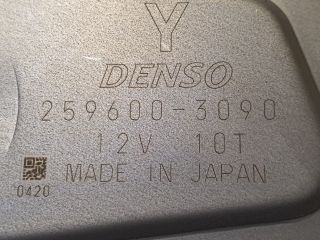 Y
DENSO
259600-3090
12V 10T
MADE IN JAPAN
0420